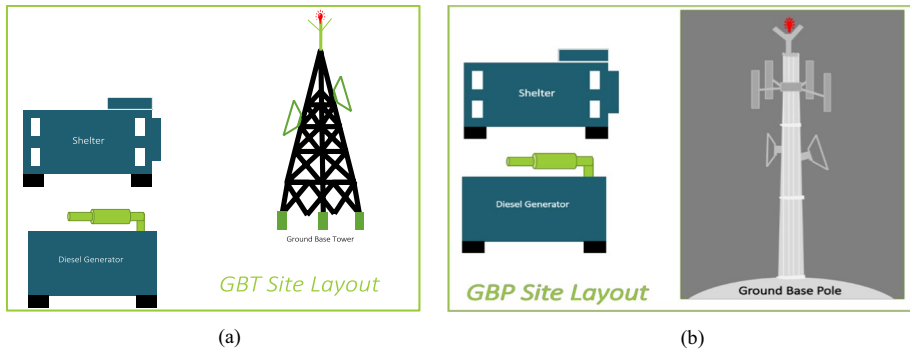 Shelter
Diesel Generator
Ground Base Tower
GBT Site Layout
(a)
Shelter
Diesel Generator
GBP Site Layout
Ground Base Pole
(b)